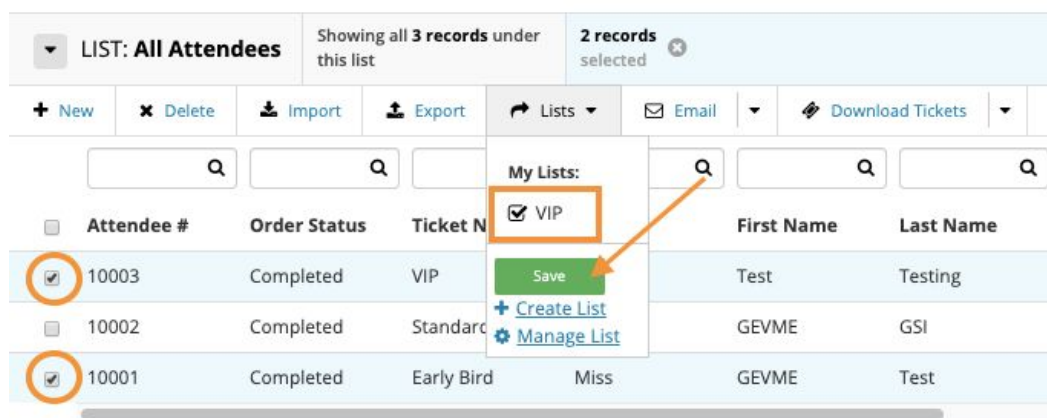 LIST: All Attendees
Showing all 3 records under
this list
2 records
selected
New Delete Import Export Lists Email Download Tickets
My Lists:
VIP
Save
Create List
Manage List
Attendee # Order Status Ticket N First Name Last Name
10003 Completed VIP Test Testing
10002 Completed Standard GEVME GSI
10001 Completed Early Bird Miss GEVME Test